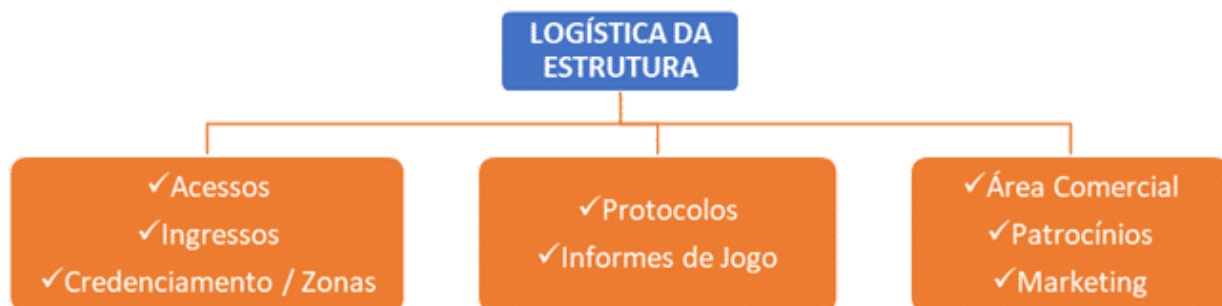 LOGÍSTICA DA
ESTRUTURA
✓Acessos
✓Ingressos
✓Credenciamento / Zonas
✓Protocolos
✓Informes de Jogo
✓Área Comercial
✓Patrocínios
✓Marketing